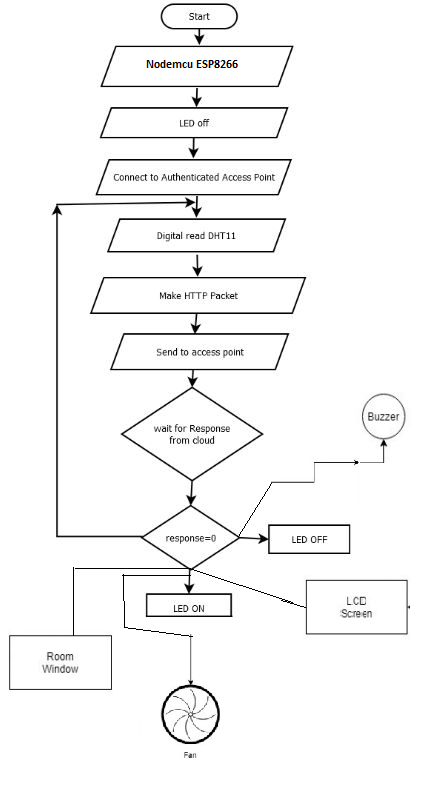 Start
Nodemcu ESP8266
LED off
Connect to Authenticated Access Point
Digital read DHT11
Make HTTP Packet
Send to access point
wait for Response
from cloud
Buzzer
response=0
LED OFF
LED ON
LCD
Screen
Room
Window
Fan